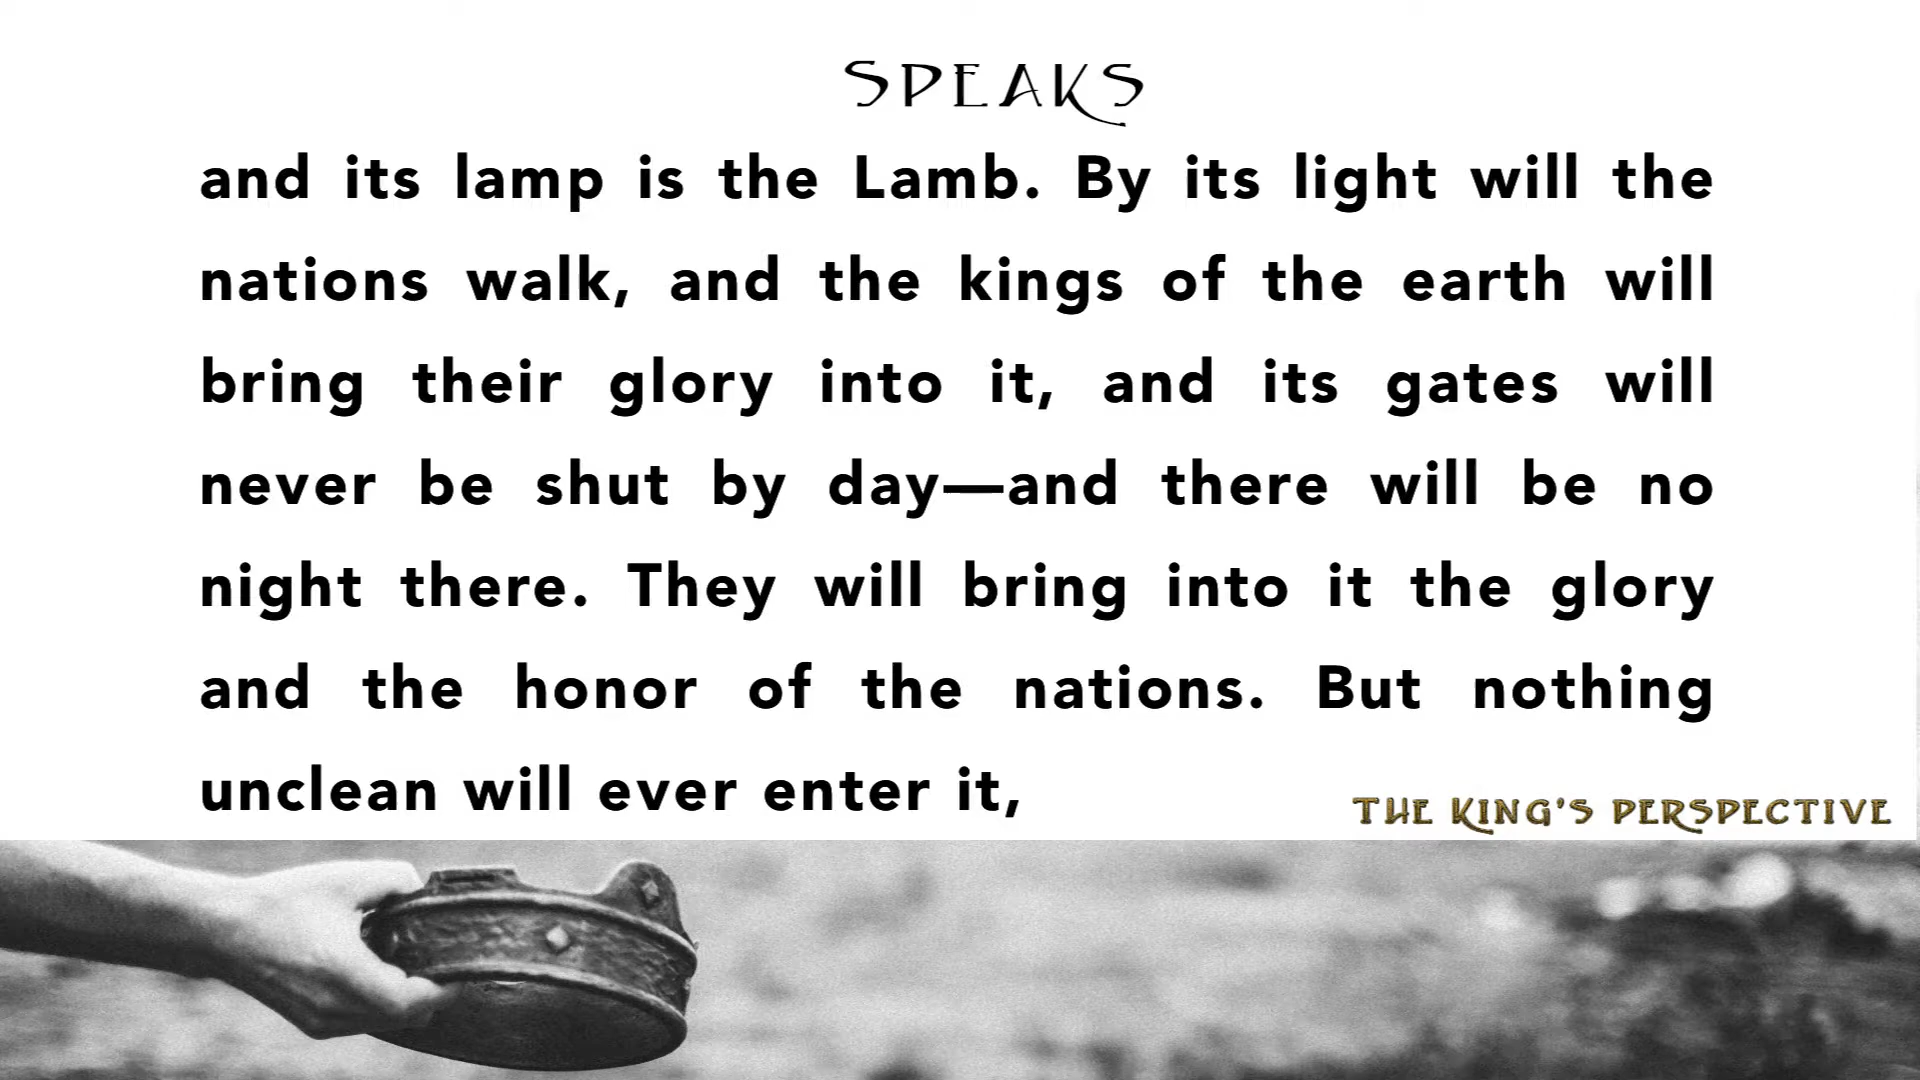 SPEAKS
and its lamp is the Lamb. By its light will the
nations walk, and the kings of the earth will
bring their glory into it, and its gates will
never be shut by day—and there will be no
night there. They will bring into it the glory
and the honor of the nations. But nothing
unclean will ever enter it,
THE KING'S PERSPECTIVE